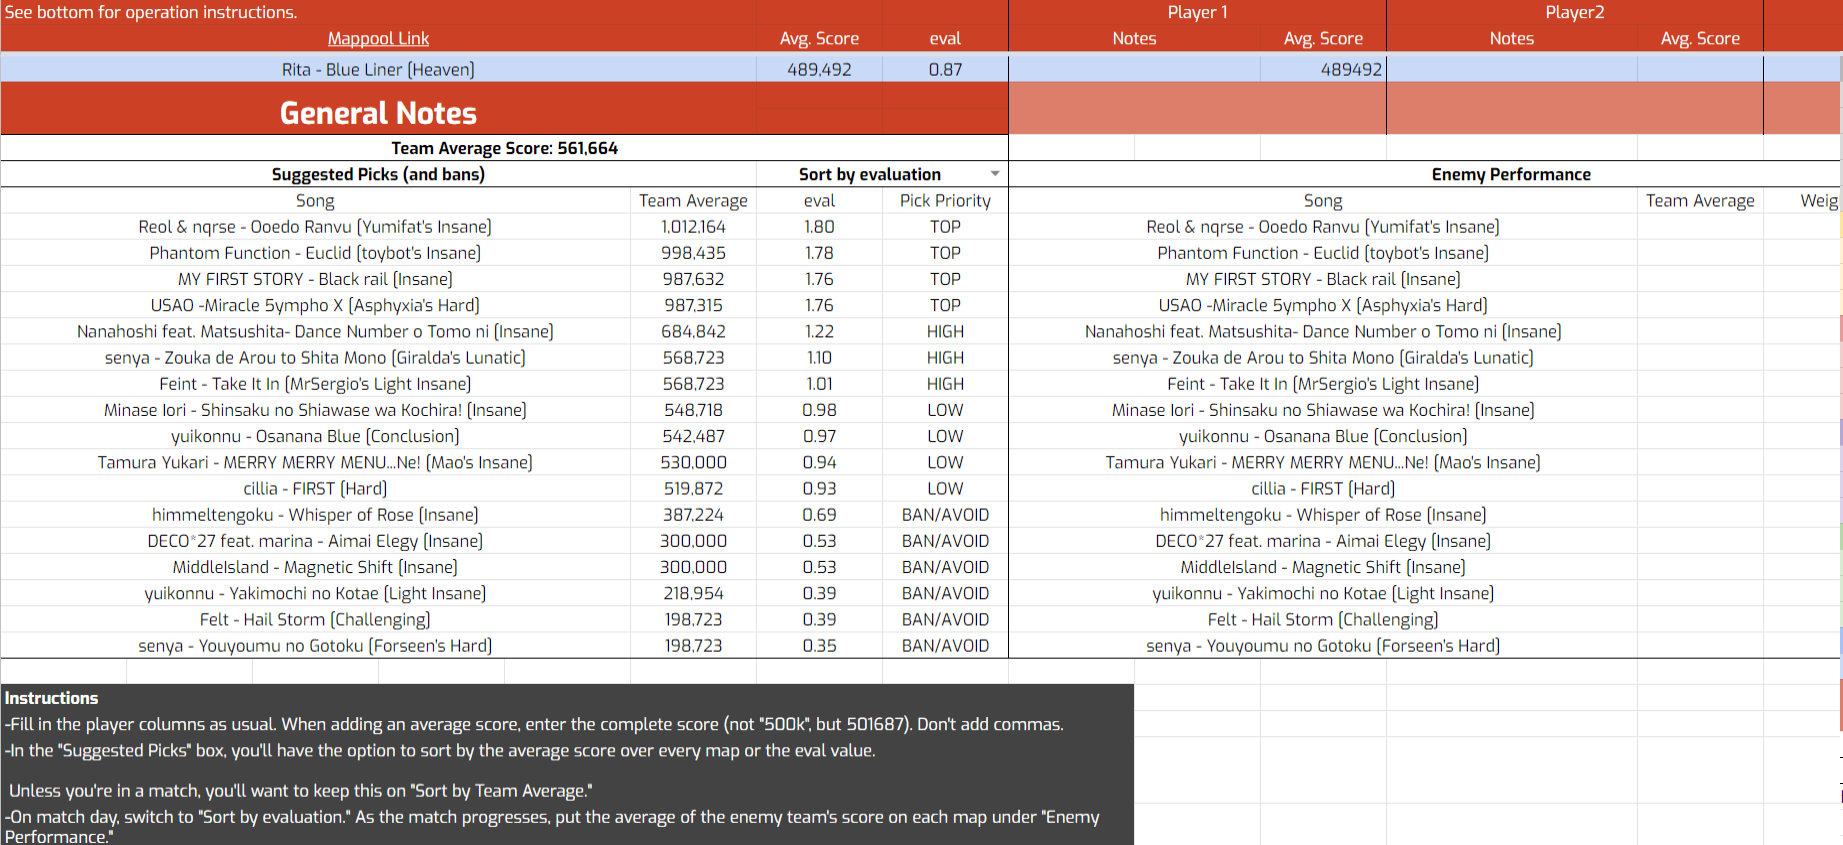 See bottom for operation instructions. Player 1 Player2
Mappool Link Avg. Score eval Notes Avg. Score Notes Avg. Score
Rita - Blue Liner [Heaven] 489,492 0.87 489492
General Notes
Team Average Score: 561,664
Suggested Picks (and bans) Sort by evaluation Enemy Performance
Song Team Average eval Pick Priority Song Team Average Weig
Reol & nqrse - Ooedo Ranvu [Yumifat's Insane] 1,012,164 1.80 TOP Reol & nqrse - Ooedo Ranvu [Yumifat's Insane]
Phantom Function - Euclid [toybot's Insane] 998,435 1.78 TOP Phantom Function - Euclid [toybot's Insane]
MY FIRST STORY - Black rail [Insane] 987,632 1.76 TOP MY FIRST STORY - Black rail [Insane]
USAO -Miracle 5ympho X [Asphyxia's Hard] 987,315 1.76 TOP USAO -Miracle 5ympho X [Asphyxia's Hard]
Nanahoshi feat. Matsushita- Dance Number o Tomo ni [Insane] 684,842 1.22 HIGH Nanahoshi feat. Matsushita- Dance Number o Tomo ni [Insane]
senya - Zouka de Arou to Shita Mono [Giralda's Lunatic] 568,723 1.10 HIGH senya - Zouka de Arou to Shita Mono [Giralda's Lunatic]
Feint - Take It In [MrSergio's Light Insane] 568,723 1.01 HIGH Feint - Take It In [MrSergio's Light Insane]
Minase Iori - Shinsaku no Shiawase wa Kochira! [Insane] 548,718 0.98 LOW Minase Iori - Shinsaku no Shiawase wa Kochira! [Insane]
yuikonnu - Osanana Blue [Conclusion] 542,487 0.97 LOW yuikonnu - Osanana Blue [Conclusion]
Tamura Yukari - MERRY MERRY MENU...Ne! [Mao's Insane] 530,000 0.94 LOW Tamura Yukari - MERRY MERRY MENU...Ne! [Mao's Insane]
cillia - FIRST [Hard] 519,872 0.93 LOW cillia - FIRST [Hard]
himmeltengoku - Whisper of Rose [Insane] 387,224 0.69 BAN/AVOID himmeltengoku - Whisper of Rose [Insane]
DECO*27 feat. marina - Aimai Elegy [Insane] 300,000 0.53 BAN/AVOID DECO*27 feat. marina - Aimai Elegy [Insane]
MiddleIsland - Magnetic Shift [Insane] 300,000 0.53 BAN/AVOID MiddleIsland - Magnetic Shift [Insane]
yuikonnu - Yakimochi no Kotae [Light Insane] 218,954 0.39 BAN/AVOID yuikonnu - Yakimochi no Kotae [Light Insane]
Felt - Hail Storm [Challenging] 198,723 0.39 BAN/AVOID Felt - Hail Storm [Challenging]
senya - Youyoumu no Gotoku [Forseen's Hard] 198,723 0.35 BAN/AVOID senya - Youyoumu no Gotoku [Forseen's Hard]
Instructions
-Fill in the player columns as usual. When adding an average score, enter the complete score (not "500k", but 501687). Don't add commas.
-In the "Suggested Picks" box, you'll have the option to sort by the average score over every map or the eval value.
Unless you're in a match, you'll want to keep this on "Sort by Team Average."
-On match day, switch to "Sort by evaluation." As the match progresses, put the average of the enemy team's score on each map under "Enemy
Performance."